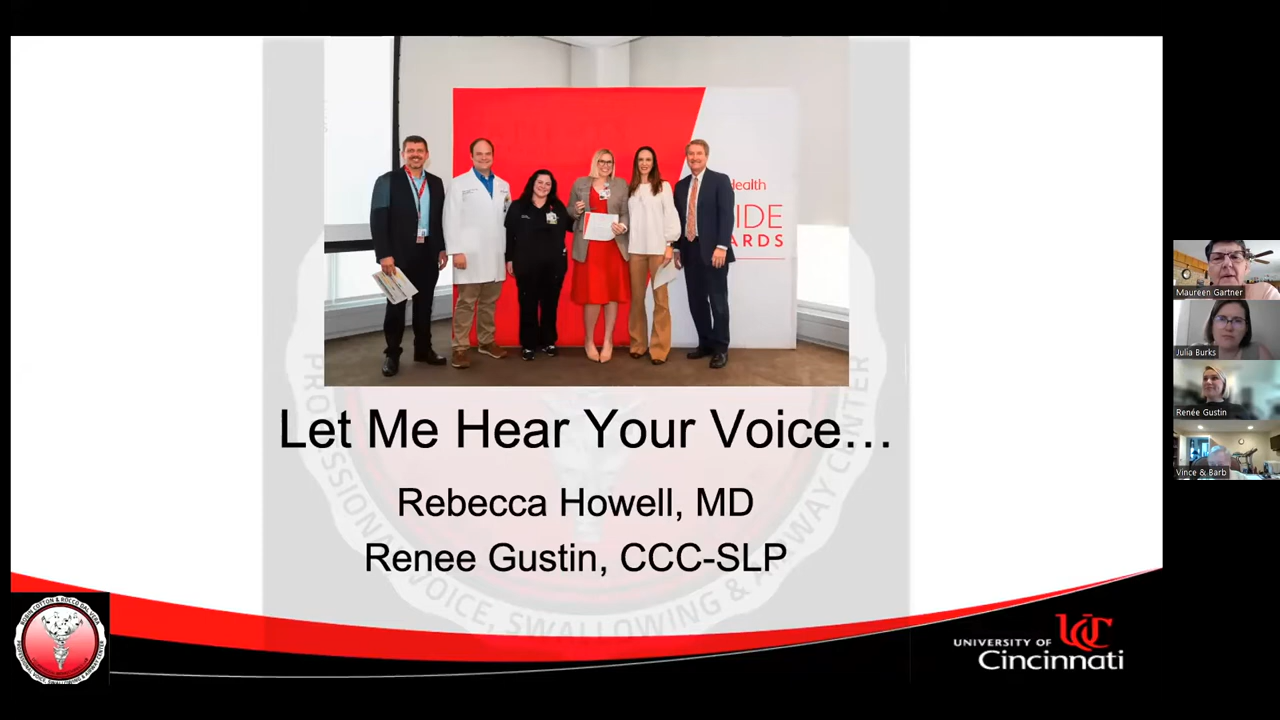 Health
IDE
ARDS
Let Me Hear Your Voice…
Rebecca Howell, MD
Renee Gustin, CCC-SLP
PROFESSIONAL VOICE, SWALLOWING & AIRWAY CENTER
UNIVERSITY OF
Cincinnati
UC
Maureen Gartner
Julia Burks
Renée Gustin
Vince & Barb